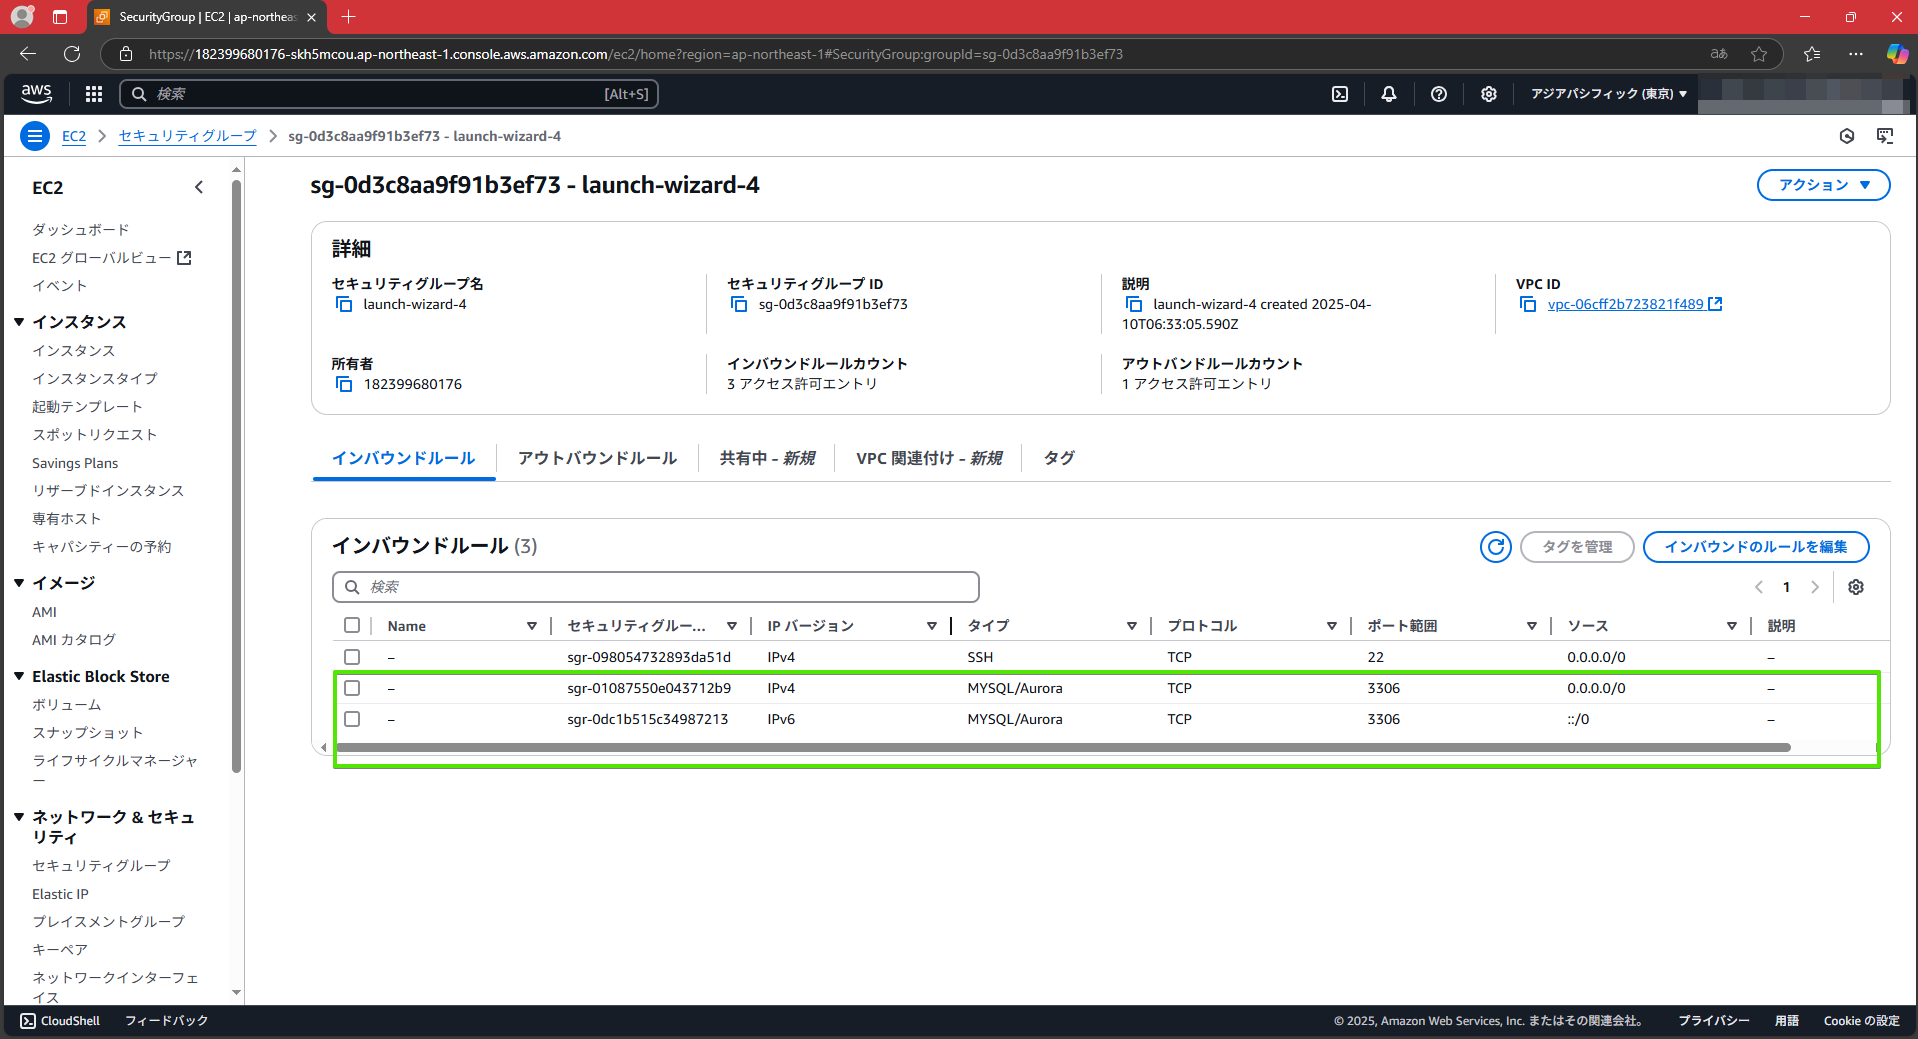 SecurityGroup | EC2 | ap-northeas
https://182399680176-skh5mcou.ap-northeast-1.console.aws.amazon.com/ec2/home?region=ap-northeast-1#SecurityGroup:groupId=sg-0d3c8aa9f91b3ef73
aあ
aws
検索
[Alt+S]
アジアパシフィック (東京)
EC2
セキュリティグループ
sg-0d3c8aa9f91b3ef73 - launch-wizard-4
EC2
ダッシュボード
EC2 グローバルビュー
イベント
インスタンス
インスタンス
インスタンスタイプ
起動テンプレート
スポットリクエスト
Savings Plans
リザーブドインスタンス
専有ホスト
キャパシティーの予約
イメージ
AMI
AMI カタログ
Elastic Block Store
ボリューム
スナップショット
ライフサイクルマネージャ
ー
ネットワーク & セキュ
リティ
セキュリティグループ
Elastic IP
プレイスメントグループ
キーペア
ネットワークインターフェ
イス
sg-0d3c8aa9f91b3ef73 - launch-wizard-4
アクション
詳細
セキュリティグループ名
launch-wizard-4
セキュリティグループ ID
sg-0d3c8aa9f91b3ef73
説明
launch-wizard-4 created 2025-04-
10T06:33:05.590Z
VPC ID
vpc-06cff2b723821f489
所有者
182399680176
インバウンドルールカウント
3 アクセス許可エントリ
アウトバンドルールカウント
1 アクセス許可エントリ
インバウンドルール
アウトバウンドルール
共有中 – 新規
VPC 関連付け – 新規
タグ
インバウンドルール (3)
タグを管理
インバウンドのルールを編集
検索
1
Name セキュリティグルー... IP バージョン タイプ プロトコル ポート範囲 ソース 説明
– sgr-098054732893da51d IPv4 SSH TCP 22 0.0.0.0/0 –
– sgr-01087550e043712b9 IPv4 MYSQL/Aurora TCP 3306 0.0.0.0/0 –
– sgr-0dc1b515c34987213 IPv6 MYSQL/Aurora TCP 3306 ::/0 –
CloudShell
フィードバック
© 2025, Amazon Web Services, Inc. またはその関連会社。
プライバシー
用語
Cookie の設定